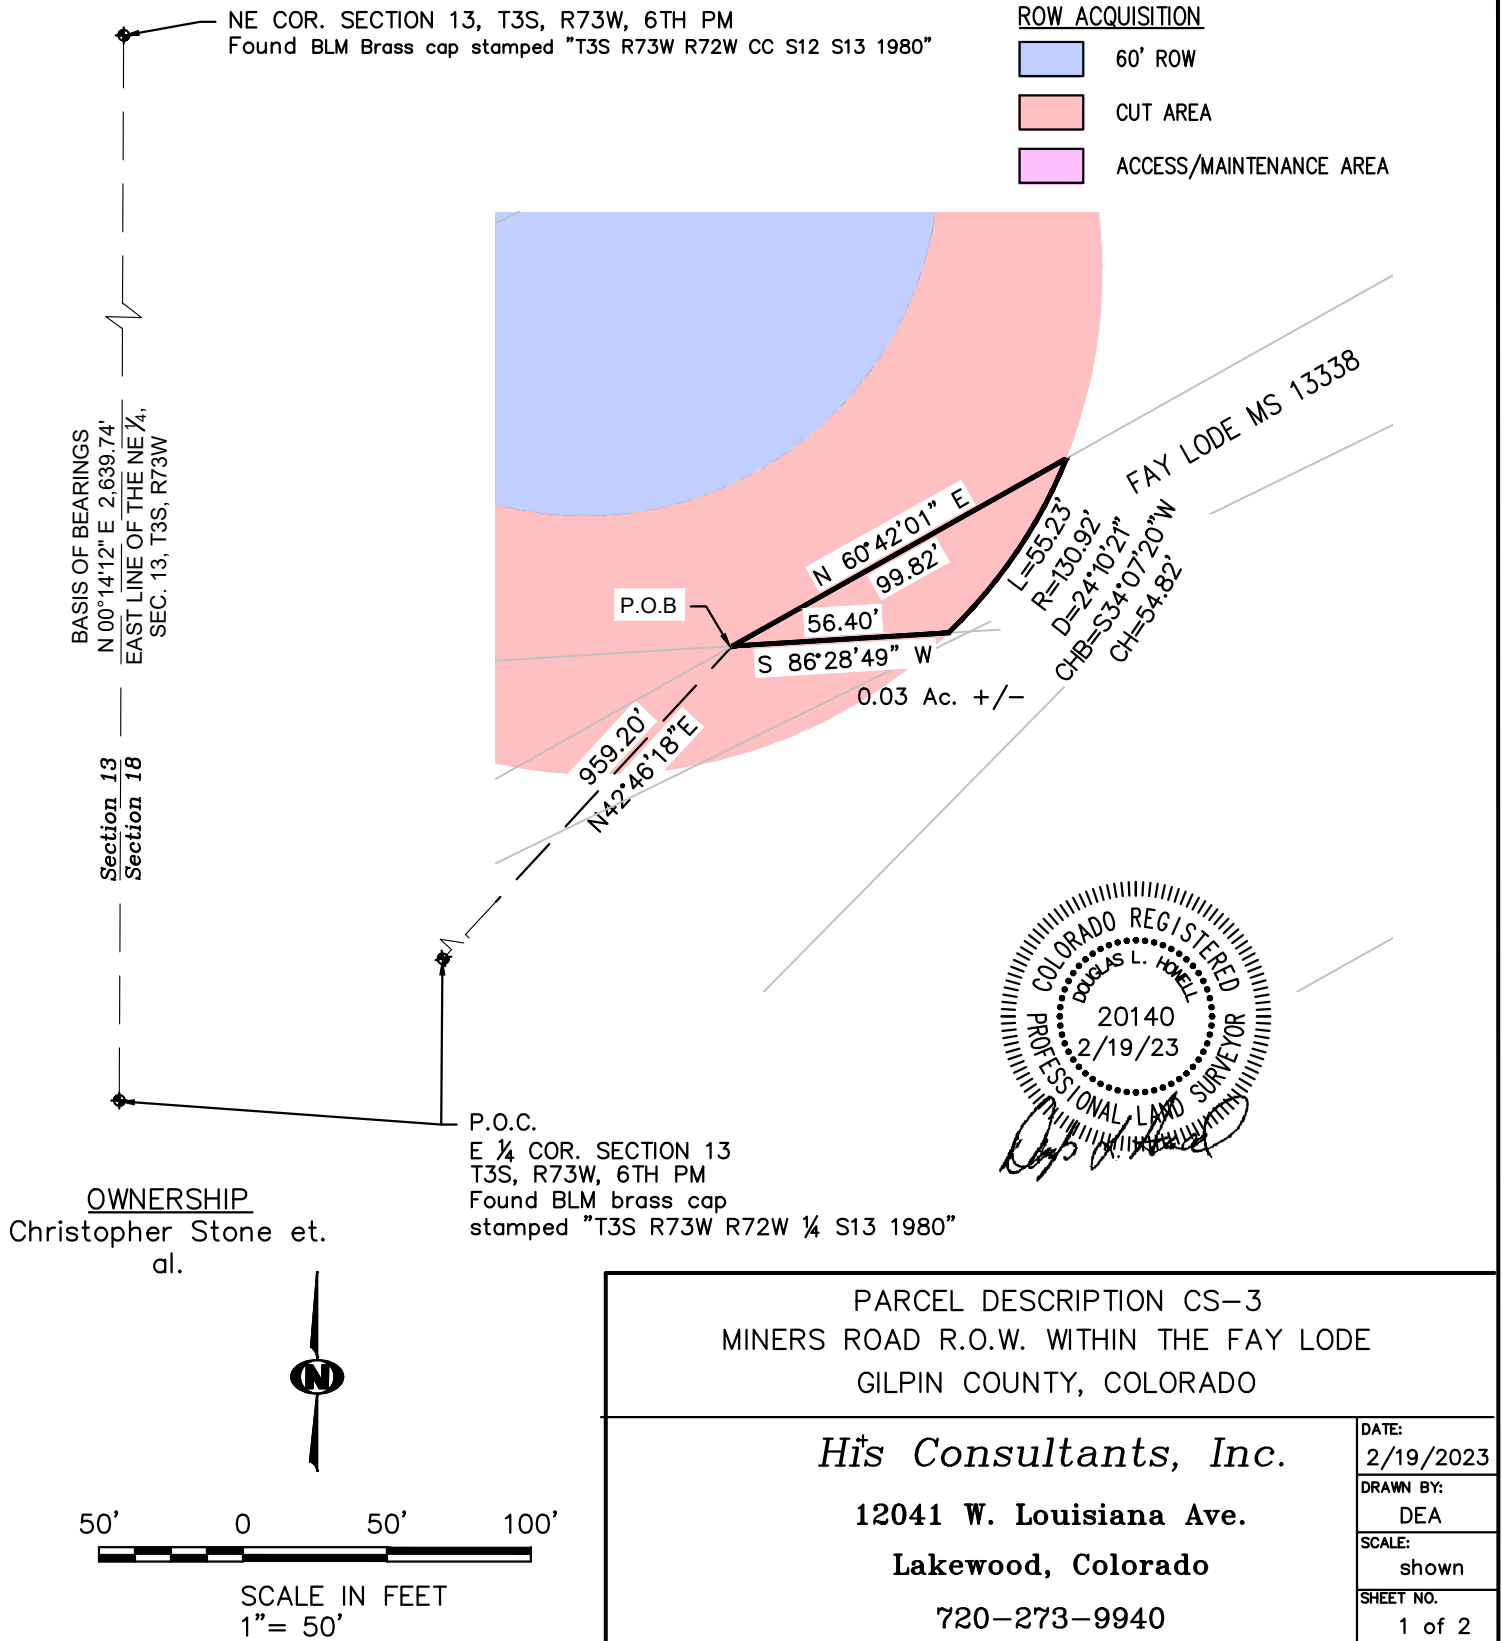 NE COR. SECTION 13, T3S, R73W, 6TH PM
Found BLM Brass cap stamped "T3S R73W R72W CC S12 S13 1980"
ROW ACQUISITION
60' ROW
CUT AREA
ACCESS/MAINTENANCE AREA
BASIS OF BEARINGS
N 00°14'12" E 2,639.74'
EAST LINE OF THE NE ¼,
SEC. 13, T3S, R73W
Section 13
Section 18
FAY LODE MS 13338
N 60°42'01" E
99.82'
P.O.B
56.40'
S 86°28'49" W
0.03 Ac. +/-
L=55.23'
R=130.92'
D=24°10'21"
CHB=S34°07'20"W
CH=54.82'
959.20'
N42°46'18"E
COLORADO REGISTERED
DOUGLAS L. HOWELL
20140
2/19/23
PROFESSIONAL LAND SURVEYOR
P.O.C.
E ¼ COR. SECTION 13
T3S, R73W, 6TH PM
Found BLM brass cap
stamped "T3S R73W R72W ¼ S13 1980"
OWNERSHIP
Christopher Stone et.
al.
N
50' 0 50' 100'
SCALE IN FEET
1"= 50'
PARCEL DESCRIPTION CS-3
MINERS ROAD R.O.W. WITHIN THE FAY LODE
GILPIN COUNTY, COLORADO
His Consultants, Inc.
12041 W. Louisiana Ave.
Lakewood, Colorado
720-273-9940
DATE:
2/19/2023
DRAWN BY:
DEA
SCALE:
shown
SHEET NO.
1 of 2